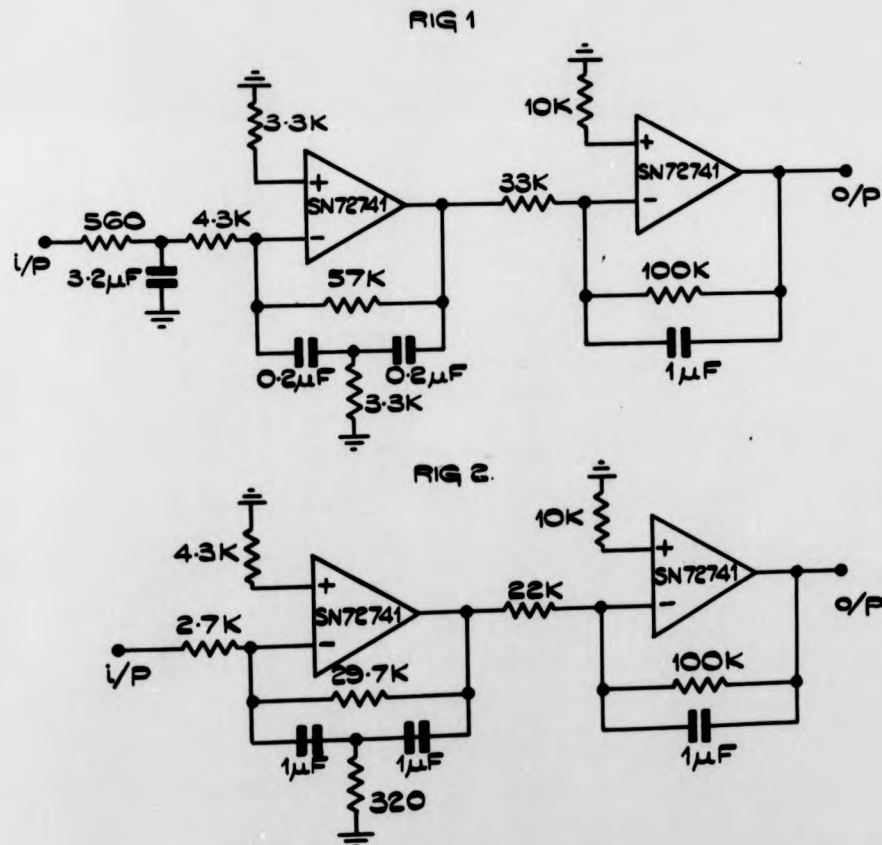 RIG 1
3.3K
10K
+
SN72741
-
+
SN72741
-
560
4.3K
33K
i/P
o/P
3.2µF
57K
100K
0.2µF
0.2µF
1µF
3.3K
RIG 2.
4.3K
10K
+
SN72741
-
+
SN72741
-
2.7K
22K
i/P
o/P
29.7K
100K
1µF
1µF
1µF
320